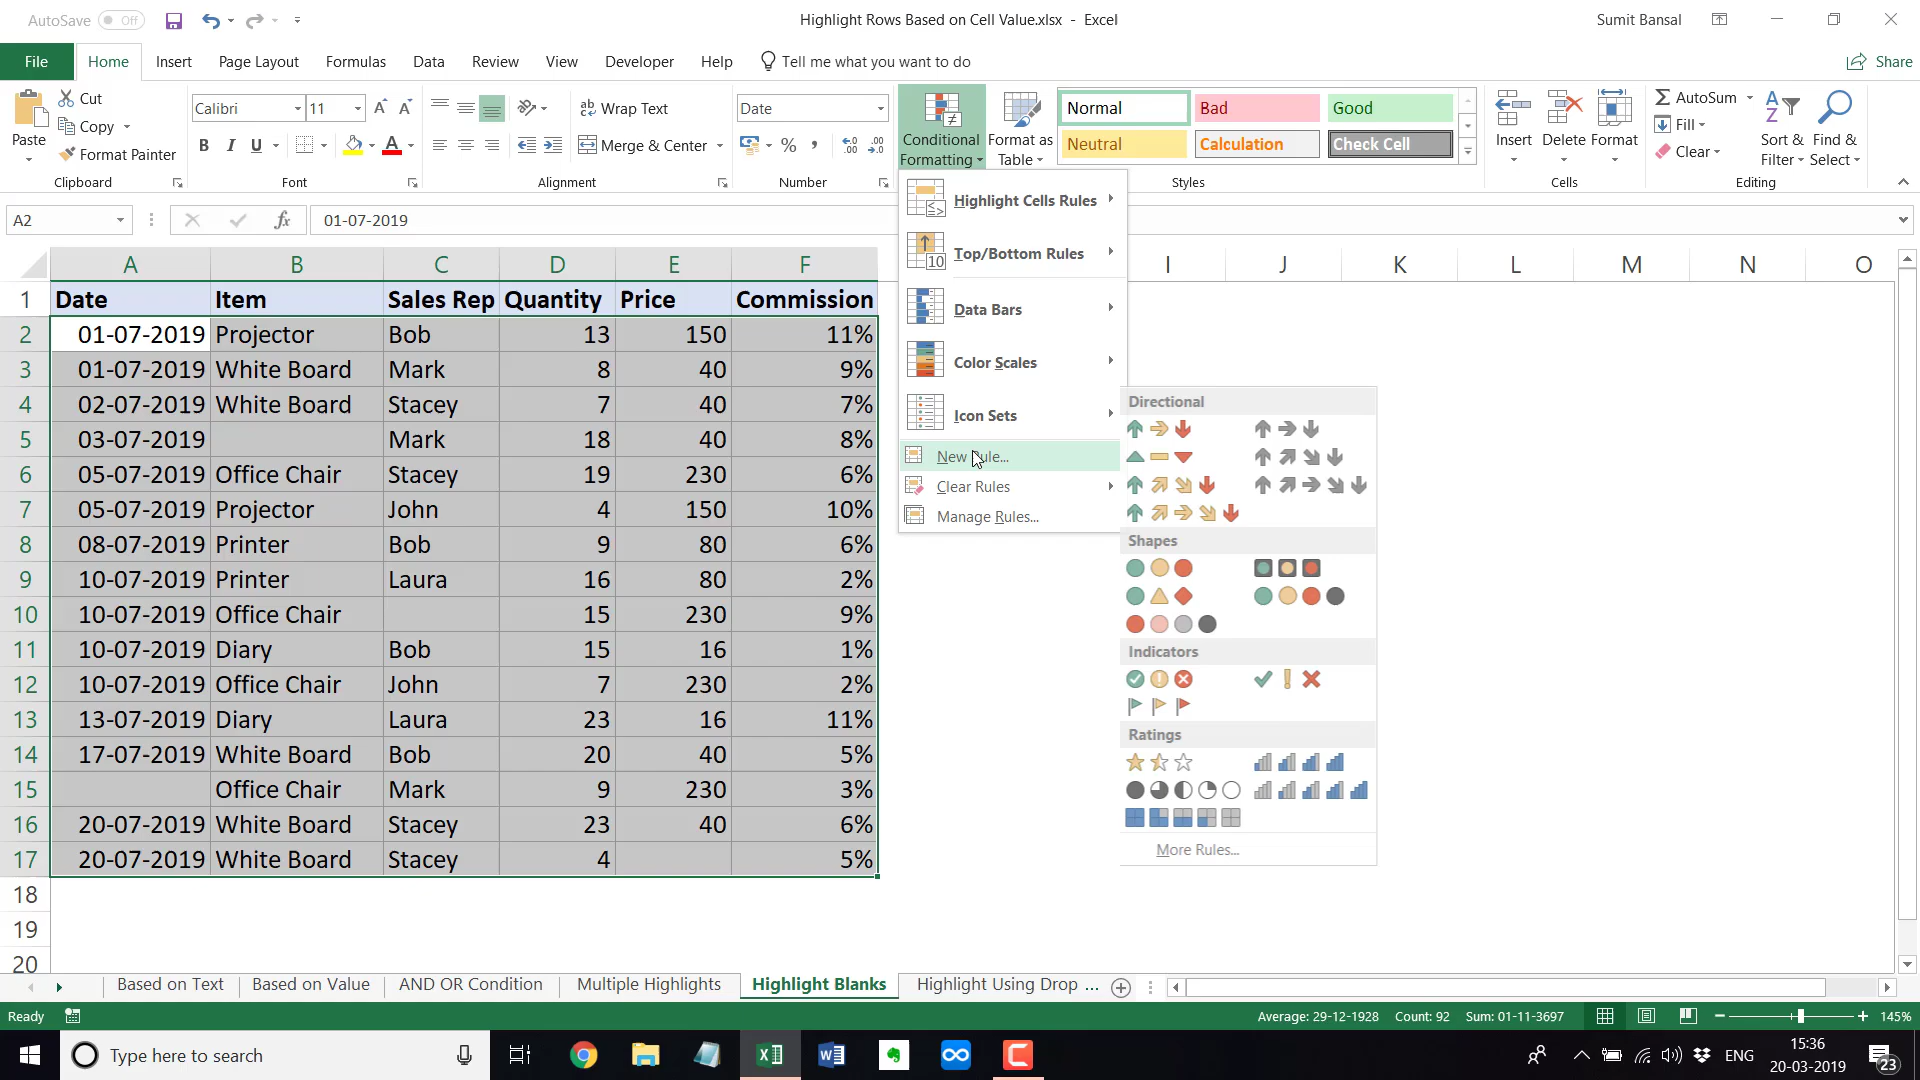 AutoSave Off
Highlight Rows Based on Cell Value.xlsx - Excel
Sumit Bansal
File Home Insert Page Layout Formulas Data Review View Developer Help Tell me what you want to do Share
Paste
Cut
Copy
Format Painter
Clipboard
Calibri 11
B I U
Font
Wrap Text
Merge & Center
Alignment
Date
%
Number
Conditional Formatting
Format as Table
Normal Bad Good
Neutral Calculation Check Cell
Styles
Insert Delete Format
Cells
AutoSum
Fill
Clear
Sort & Filter
Find & Select
Editing
A2 fx 01-07-2019
A B C D E F I J K L M N O
1 Date Item Sales Rep Quantity Price Commission
2 01-07-2019 Projector Bob 13 150 11%
3 01-07-2019 White Board Mark 8 40 9%
4 02-07-2019 White Board Stacey 7 40 7%
5 03-07-2019 Mark 18 40 8%
6 05-07-2019 Office Chair Stacey 19 230 6%
7 05-07-2019 Projector John 4 150 10%
8 08-07-2019 Printer Bob 9 80 6%
9 10-07-2019 Printer Laura 16 80 2%
10 10-07-2019 Office Chair 15 230 9%
11 10-07-2019 Diary Bob 15 16 1%
12 10-07-2019 Office Chair John 7 230 2%
13 13-07-2019 Diary Laura 23 16 11%
14 17-07-2019 White Board Bob 20 40 5%
15 Office Chair Mark 9 230 3%
16 20-07-2019 White Board Stacey 23 40 6%
17 20-07-2019 White Board Stacey 4 5%
18
19
20
Highlight Cells Rules
Top/Bottom Rules
Data Bars
Color Scales
Icon Sets
New Rule...
Clear Rules
Manage Rules...
Directional
Shapes
Indicators
Ratings
More Rules...
Based on Text Based on Value AND OR Condition Multiple Highlights Highlight Blanks Highlight Using Drop ...
Ready Average: 29-12-1928 Count: 92 Sum: 01-11-3697 145%
Type here to search
ENG
15:36
20-03-2019
23